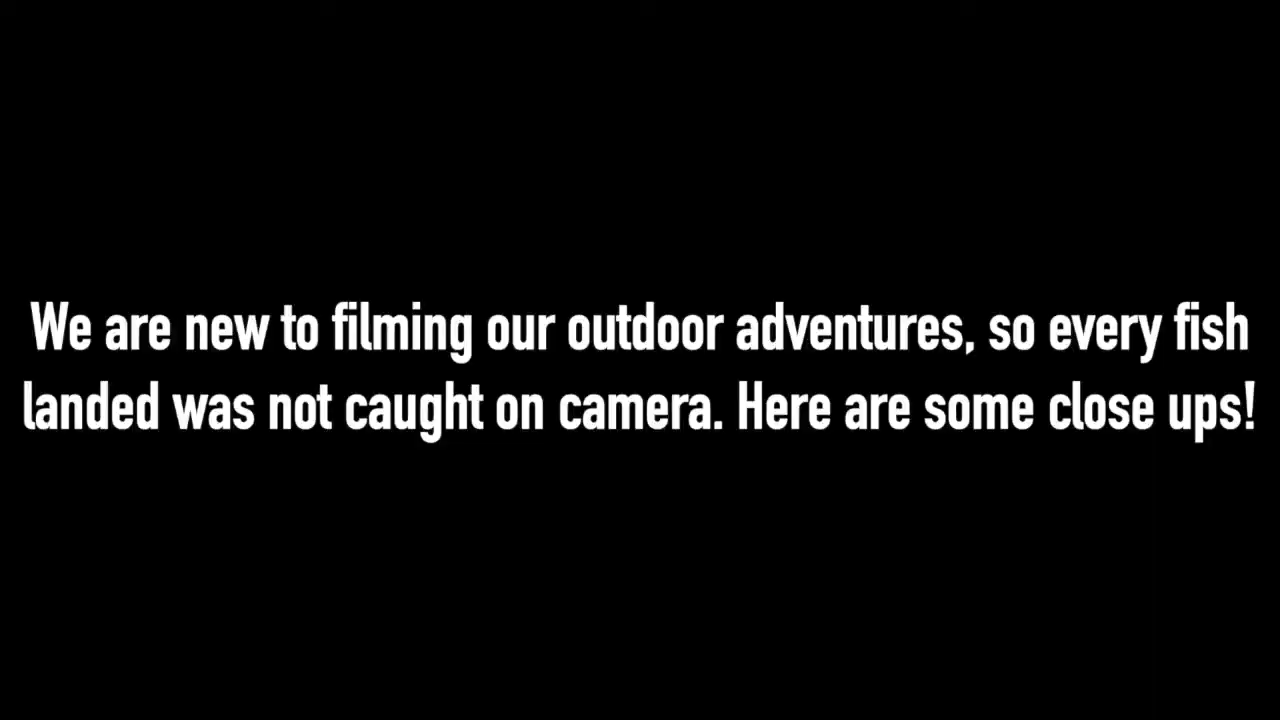 We are new to filming our outdoor adventures, so every fish
landed was not caught on camera. Here are some close ups!